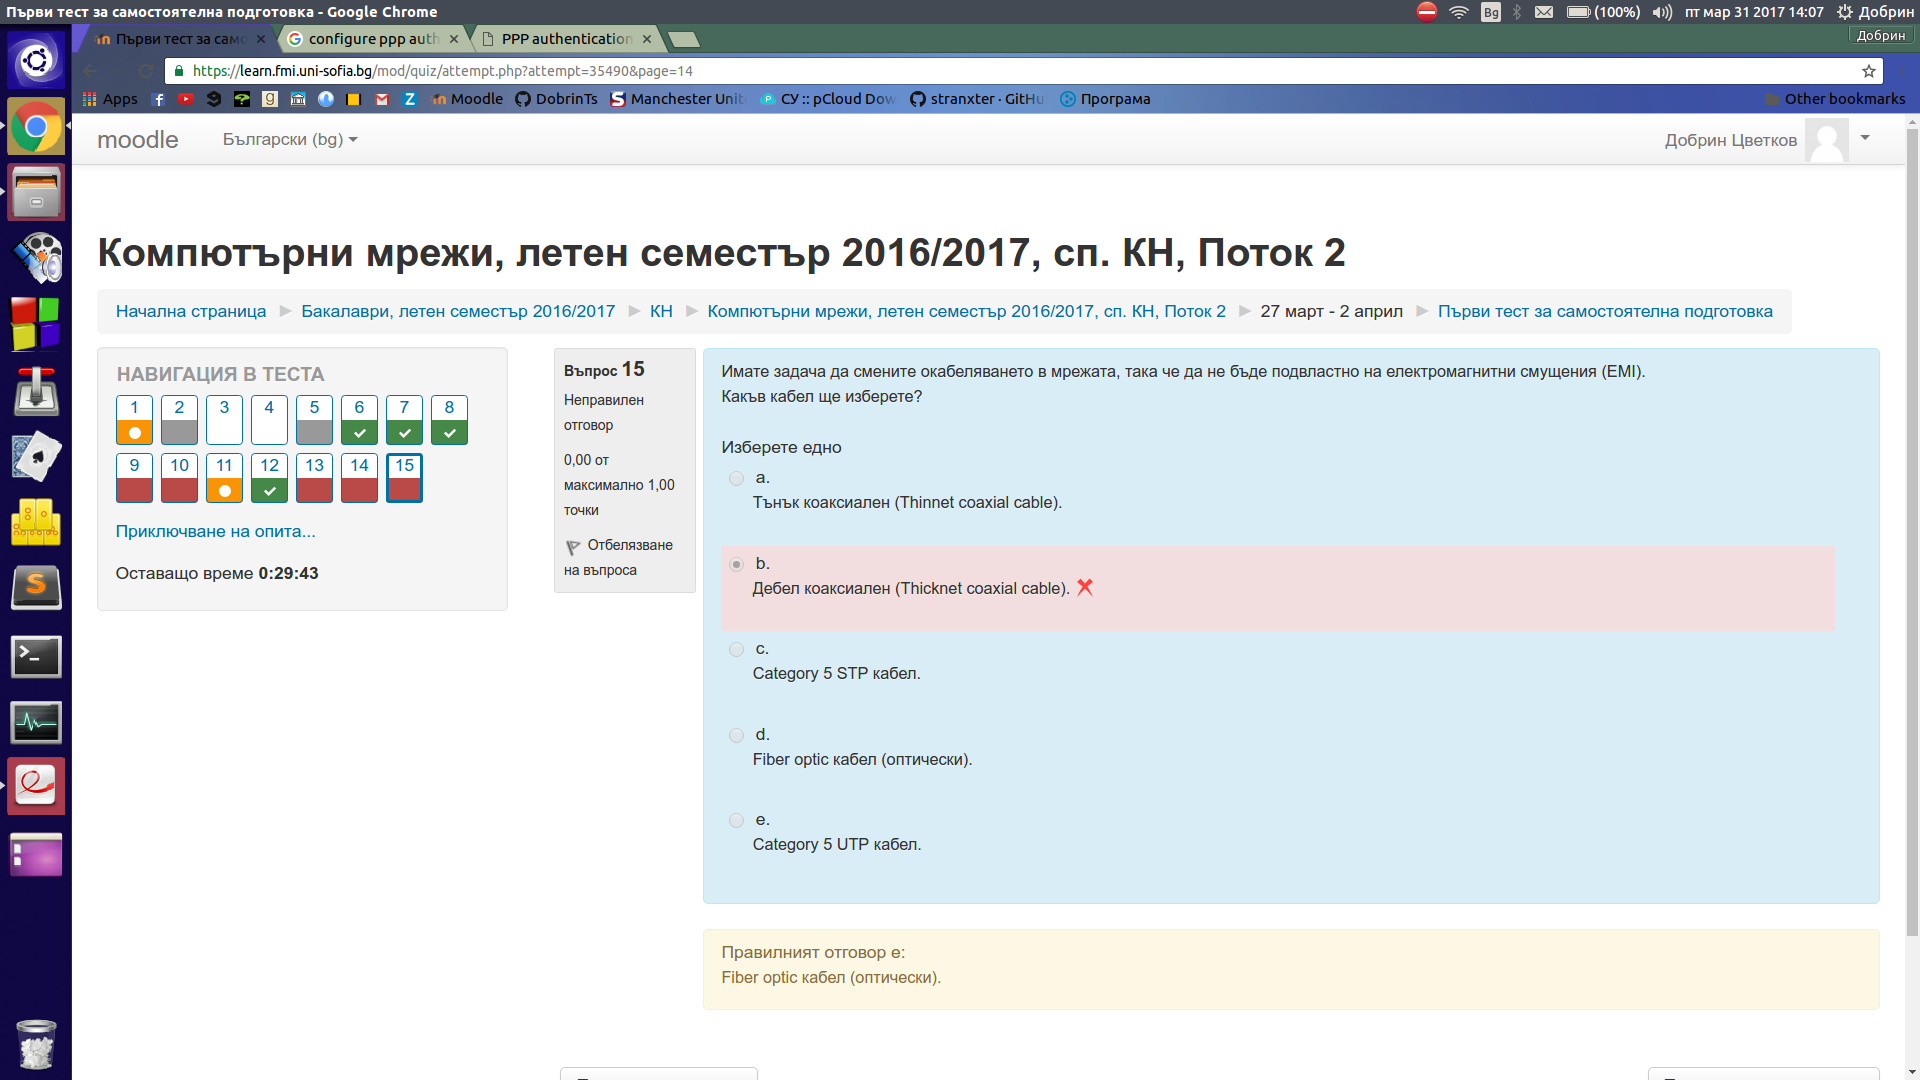 Първи тест за самостоятелна подготовка - Google Chrome
Bg
(100%)
пт мар 31 2017 14:07
Добрин
Първи тест за само
configure ppp auth
PPP authentication
Добрин
https://learn.fmi.uni-sofia.bg/mod/quiz/attempt.php?attempt=35490&page=14
Apps
Moodle
DobrinTs
Manchester Unit
СУ :: pCloud Dow
stranxter · GitHu
Програма
Other bookmarks
moodle
Български (bg)
Добрин Цветков
Компютърни мрежи, летен семестър 2016/2017, сп. КН, Поток 2
Начална страница
Бакалаври, летен семестър 2016/2017
КН
Компютърни мрежи, летен семестър 2016/2017, сп. КН, Поток 2
27 март - 2 април
Първи тест за самостоятелна подготовка
НАВИГАЦИЯ В ТЕСТА
1 2 3 4 5 6 7 8
9 10 11 12 13 14 15
Приключване на опита...
Оставащо време 0:29:43
Въпрос 15
Неправилен
отговор
0,00 от
максимално 1,00
точки
Отбелязване
на въпроса
Имате задача да смените окабеляването в мрежата, така че да не бъде подвластно на електромагнитни смущения (EMI).
Какъв кабел ще изберете?
Изберете едно
a.
Тънък коаксиален (Thinnet coaxial cable).
b.
Дебел коаксиален (Thicknet coaxial cable).
c.
Category 5 STP кабел.
d.
Fiber optic кабел (оптически).
e.
Category 5 UTP кабел.
Правилният отговор е:
Fiber optic кабел (оптически).